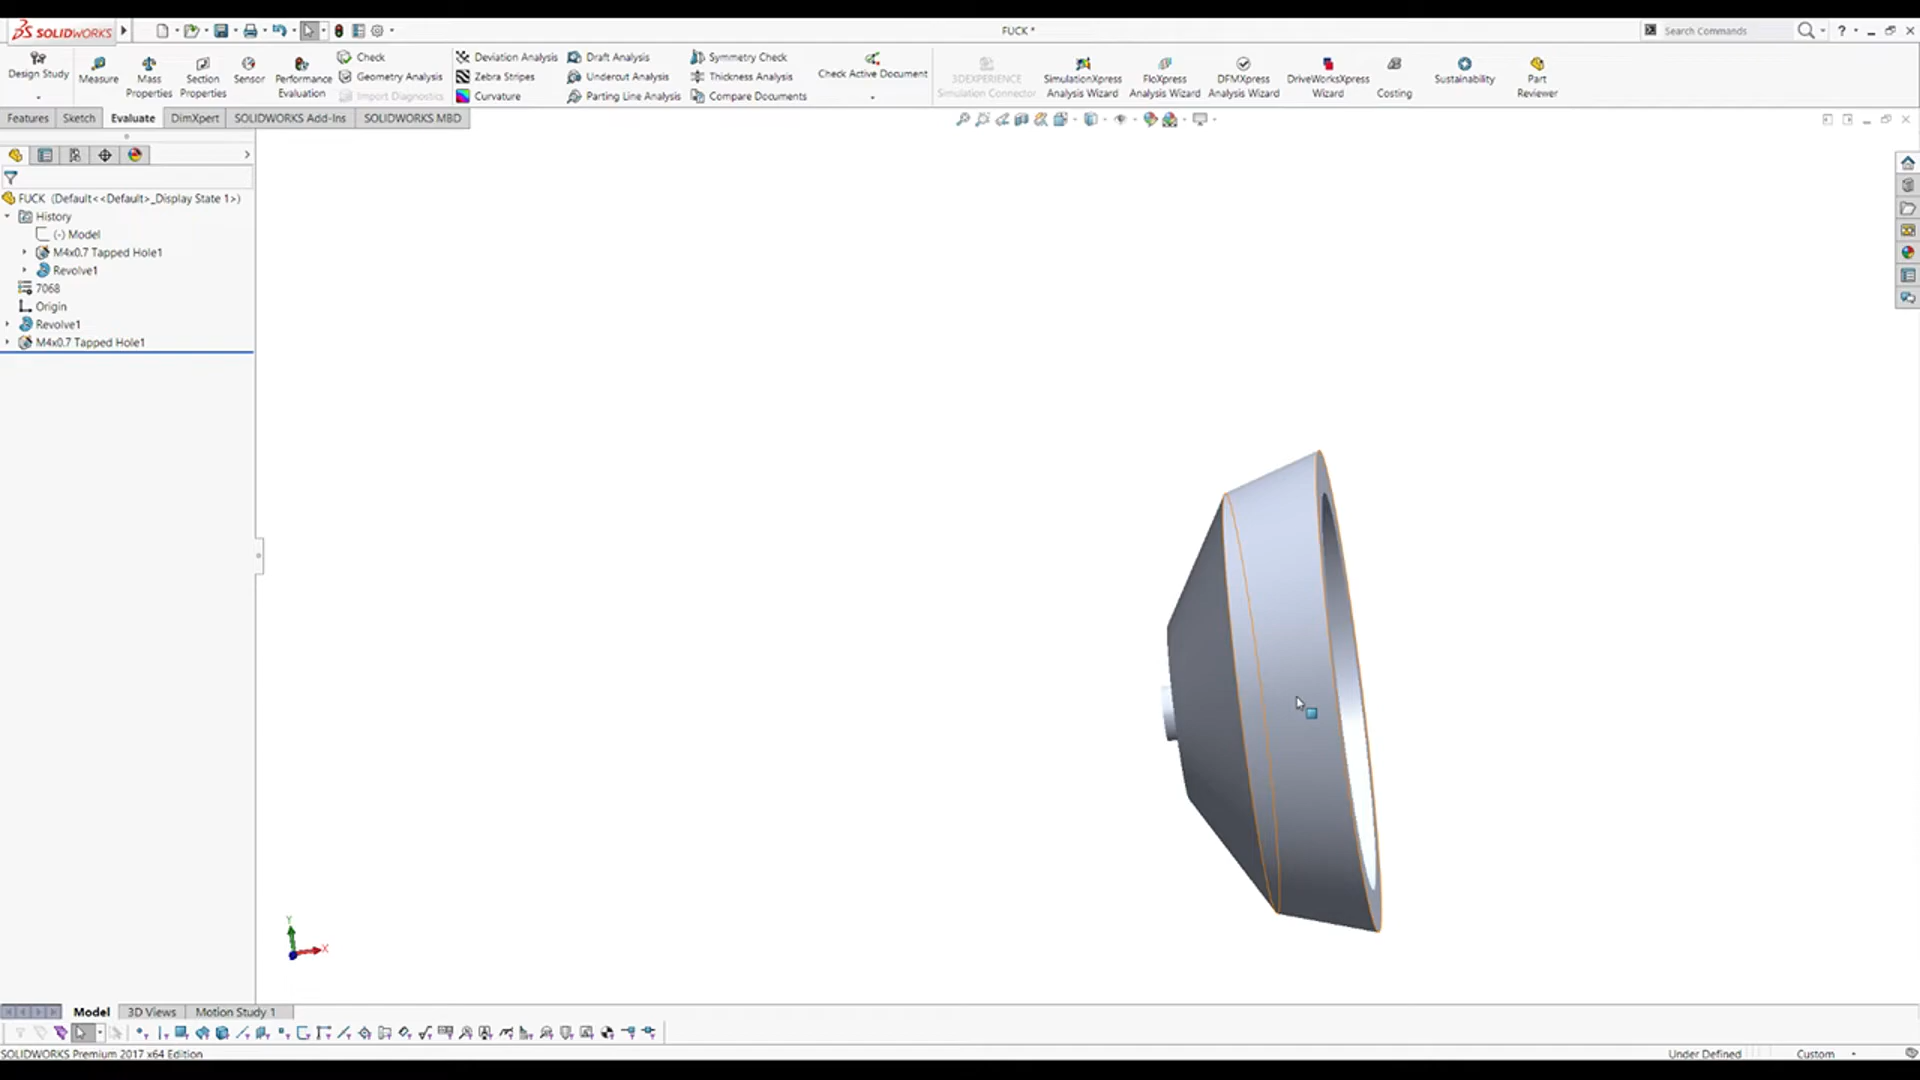 SOLIDWORKS
FUCK *
Search Commands
Design Study
Measure
Mass Properties
Section Properties
Sensor
Performance Evaluation
Check
Geometry Analysis
Import Diagnostics
Deviation Analysis
Zebra Stripes
Curvature
Draft Analysis
Undercut Analysis
Parting Line Analysis
Symmetry Check
Thickness Analysis
Compare Documents
Check Active Document
3DEXPERIENCE Simulation Connector
SimulationXpress Analysis Wizard
FloXpress Analysis Wizard
DFMXpress Analysis Wizard
DriveWorksXpress Wizard
Costing
Sustainability
Part Reviewer
Features
Sketch
Evaluate
DimXpert
SOLIDWORKS Add-Ins
SOLIDWORKS MBD
FUCK (Default<<Default>_Display State 1>)
History
(-) Model
M4x0.7 Tapped Hole1
Revolve1
7068
Origin
Revolve1
M4x0.7 Tapped Hole1
Y
X
Model
3D Views
Motion Study 1
SOLIDWORKS Premium 2017 x64 Edition
Under Defined
Custom